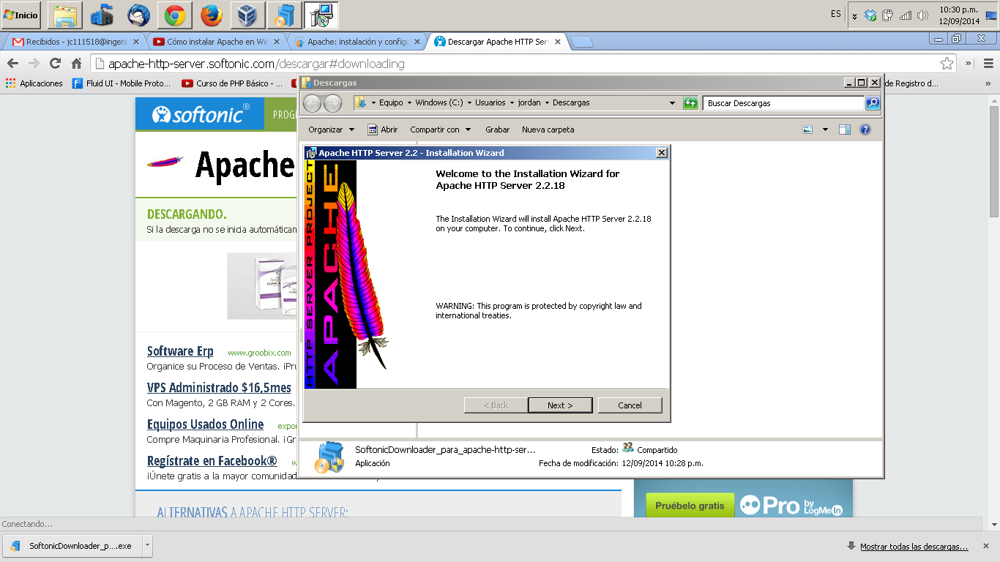 Inicio
ES
10:30 p.m.
12/09/2014
Recibidos - jc111518@ingeni
Cómo instalar Apache en Win
Apache: instalación y configu
Descargar Apache HTTP Serv
apache-http-server.softonic.com/descargar#downloading
Aplicaciones
Fluid UI - Mobile Proto...
Curso de PHP Básico - ...
de Registro d...
softonic®
PROG
Apache
DESCARGANDO.
Si la descarga no se inicia automátican
Software Erp
www.groobix.com
Organice su Proceso de Ventas. ¡Pru
VPS Administrado $16,5mes
Con Magento, 2 GB RAM y 2 Cores.
Equipos Usados Online
expor
Compre Maquinaria Profesional. ¡Gr
Regístrate en Facebook®
w
¡Únete gratis a la mayor comunidad
ALTERNATIVAS A APACHE HTTP SERVER:
Descargas
Equipo
Windows (C:)
Usuarios
jordan
Descargas
Buscar Descargas
Organizar
Abrir
Compartir con
Grabar
Nueva carpeta
Apache HTTP Server 2.2 - Installation Wizard
HTTP SERVER PROJECT
APACHE
Welcome to the Installation Wizard for
Apache HTTP Server 2.2.18
The Installation Wizard will install Apache HTTP Server 2.2.18
on your computer. To continue, click Next.
WARNING: This program is protected by copyright law and
international treaties.
< Back
Next >
Cancel
SoftonicDownloader_para_apache-http-ser...
Estado:
Compartido
Aplicación
Fecha de modificación: 12/09/2014 10:28 p.m.
Pruébelo gratis
Pro by LogMeIn
Conectando...
SoftonicDownloader_p....exe
Mostrar todas las descargas...